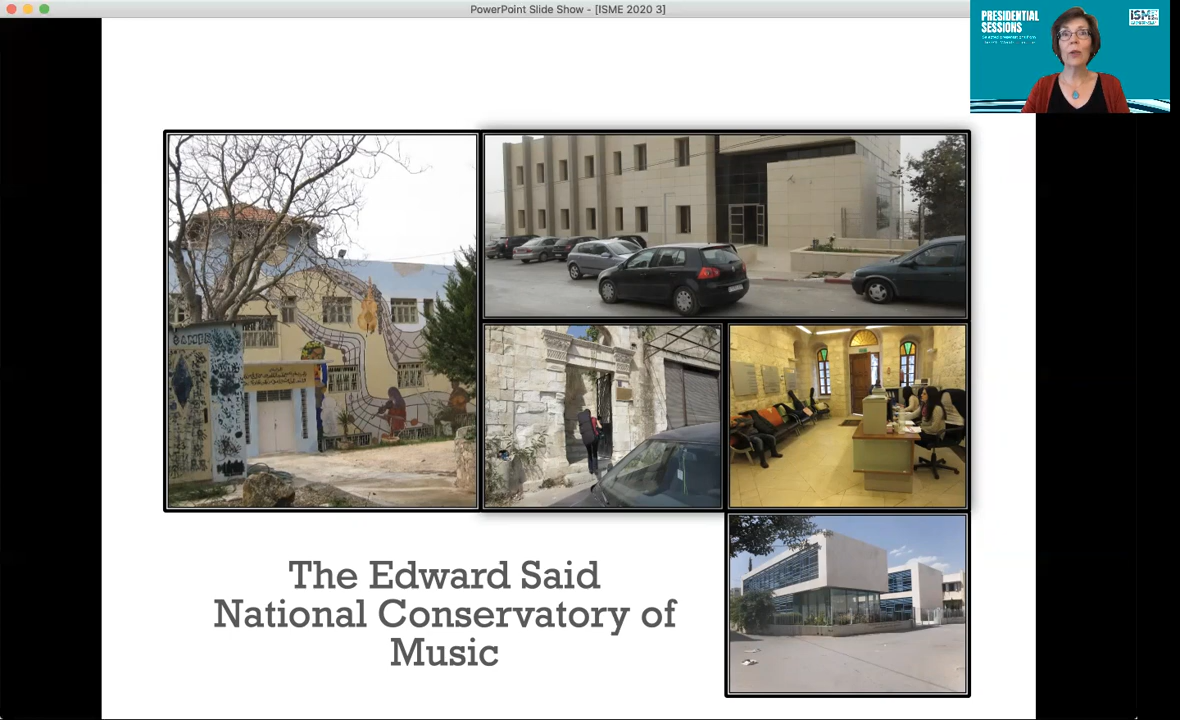 PowerPoint Slide Show - [ISME 2020 3]
PRESIDENTIAL
SESSIONS
ISME
The Edward Said
National Conservatory of
Music